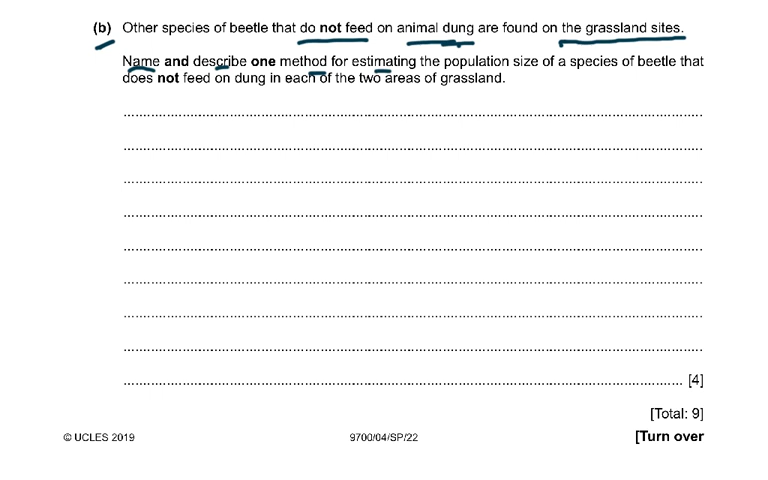 (b) Other species of beetle that do not feed on animal dung are found on the grassland sites.
Name and describe one method for estimating the population size of a species of beetle that
does not feed on dung in each of the two areas of grassland.
[4]
[Total: 9]
© UCLES 2019 9700/04/SP/22 [Turn over